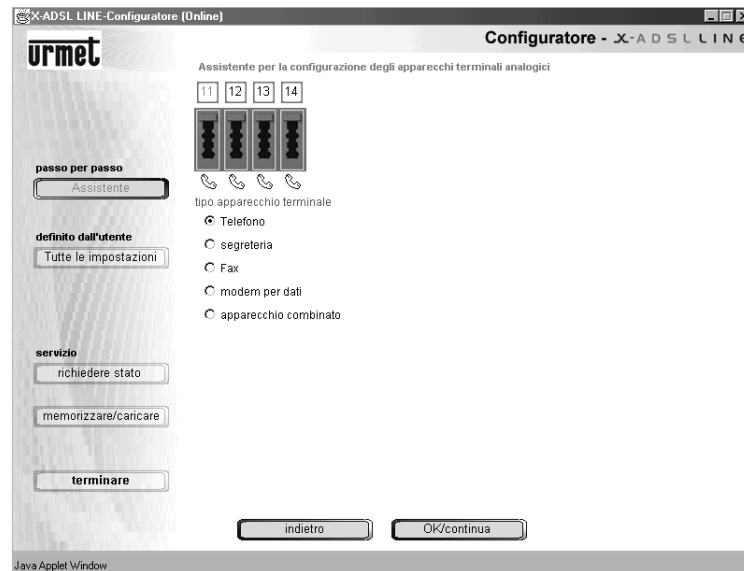 X-ADSL LINE-Configuratore (Online)
urmet
Configuratore - X-ADSL LINE
Assistente per la configurazione degli apparecchi terminali analogici
11 12 13 14
tipo apparecchio terminale
Telefono
segreteria
Fax
modem per dati
apparecchio combinato
passo per passo
Assistente
definito dall'utente
Tutte le impostazioni
servizio
richiedere stato
memorizzare/caricare
terminare
indietro
OK/continua
Java Applet Window